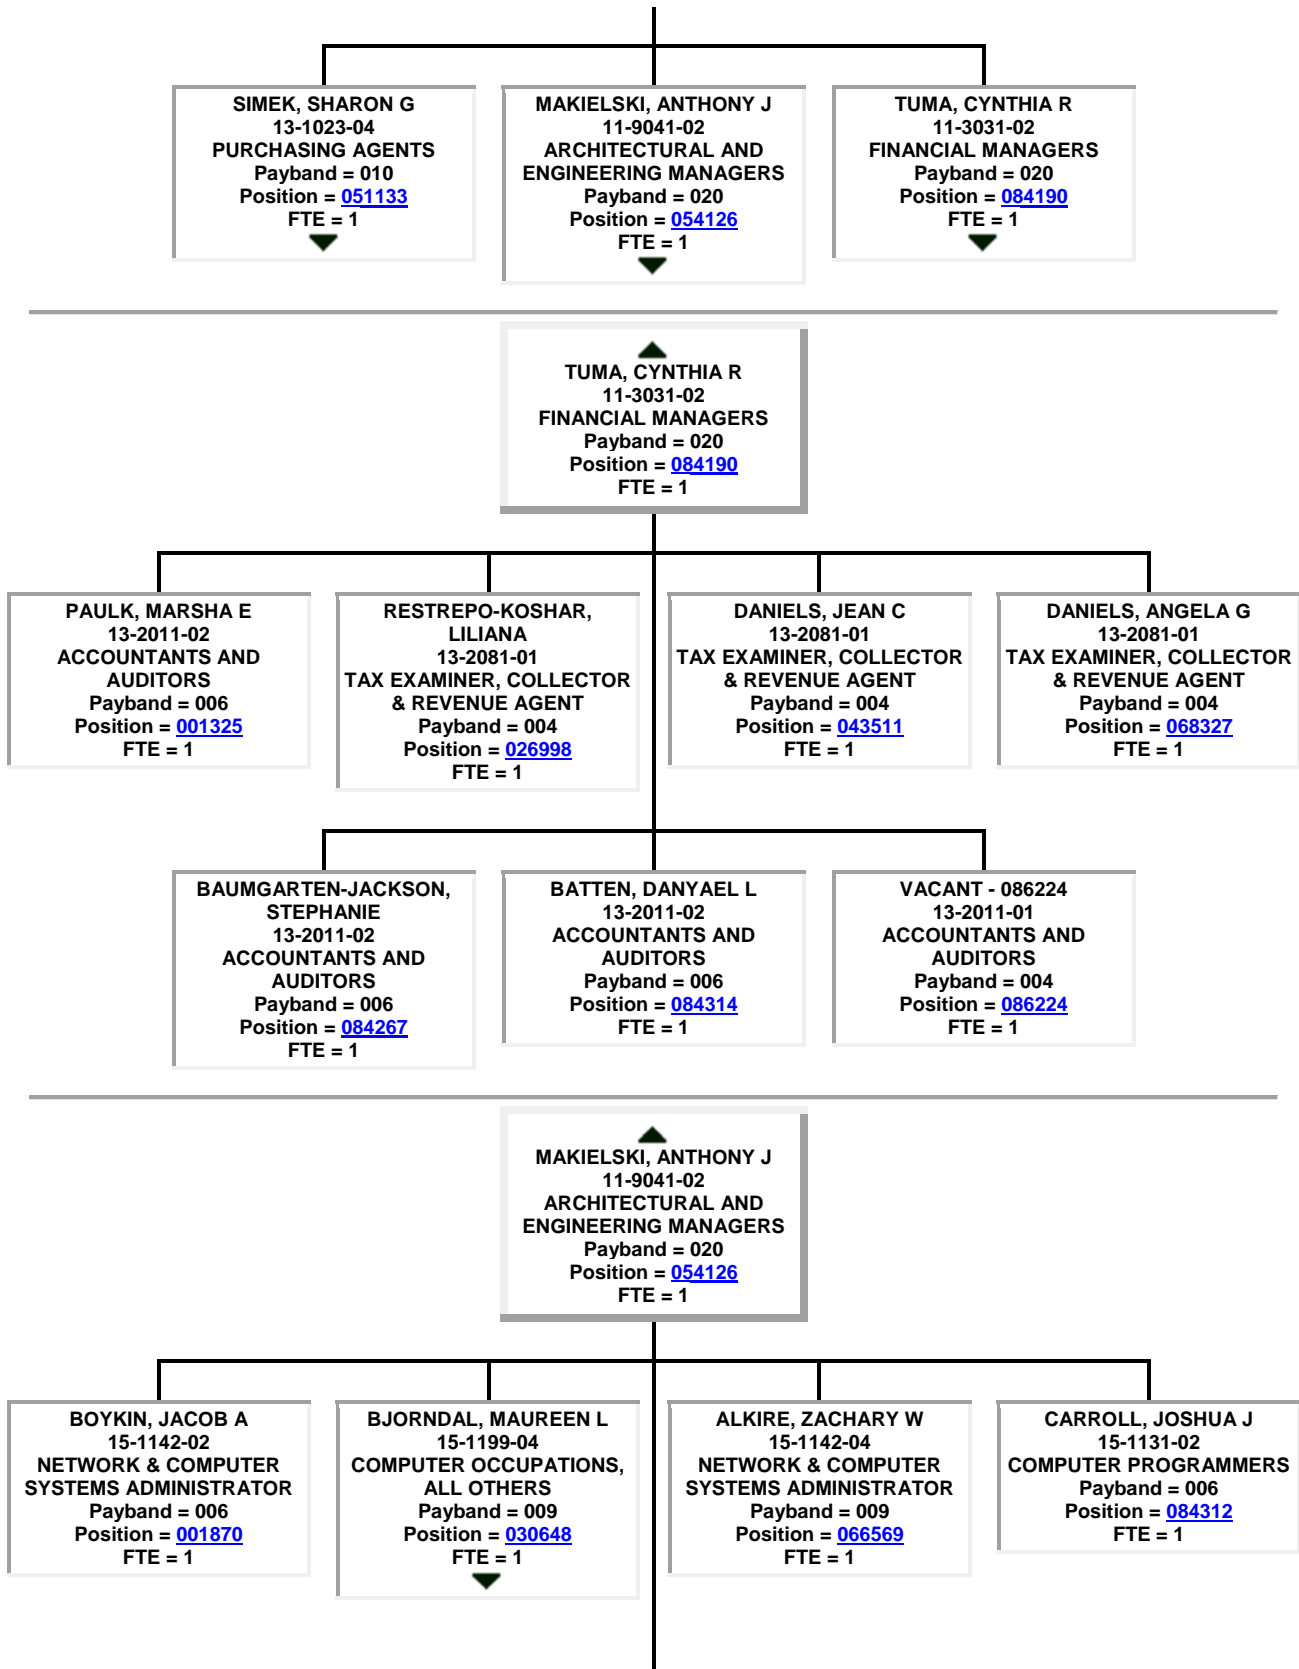 SIMEK, SHARON G
13-1023-04
PURCHASING AGENTS
Payband = 010
Position = 051133
FTE = 1
MAKIELSKI, ANTHONY J
11-9041-02
ARCHITECTURAL AND
ENGINEERING MANAGERS
Payband = 020
Position = 054126
FTE = 1
TUMA, CYNTHIA R
11-3031-02
FINANCIAL MANAGERS
Payband = 020
Position = 084190
FTE = 1
TUMA, CYNTHIA R
11-3031-02
FINANCIAL MANAGERS
Payband = 020
Position = 084190
FTE = 1
PAULK, MARSHA E
13-2011-02
ACCOUNTANTS AND
AUDITORS
Payband = 006
Position = 001325
FTE = 1
RESTREPO-KOSHAR,
LILIANA
13-2081-01
TAX EXAMINER, COLLECTOR
& REVENUE AGENT
Payband = 004
Position = 026998
FTE = 1
DANIELS, JEAN C
13-2081-01
TAX EXAMINER, COLLECTOR
& REVENUE AGENT
Payband = 004
Position = 043511
FTE = 1
DANIELS, ANGELA G
13-2081-01
TAX EXAMINER, COLLECTOR
& REVENUE AGENT
Payband = 004
Position = 068327
FTE = 1
BAUMGARTEN-JACKSON,
STEPHANIE
13-2011-02
ACCOUNTANTS AND
AUDITORS
Payband = 006
Position = 084267
FTE = 1
BATTEN, DANYAEL L
13-2011-02
ACCOUNTANTS AND
AUDITORS
Payband = 006
Position = 084314
FTE = 1
VACANT - 086224
13-2011-01
ACCOUNTANTS AND
AUDITORS
Payband = 004
Position = 086224
FTE = 1
MAKIELSKI, ANTHONY J
11-9041-02
ARCHITECTURAL AND
ENGINEERING MANAGERS
Payband = 020
Position = 054126
FTE = 1
BOYKIN, JACOB A
15-1142-02
NETWORK & COMPUTER
SYSTEMS ADMINISTRATOR
Payband = 006
Position = 001870
FTE = 1
BJORNDAL, MAUREEN L
15-1199-04
COMPUTER OCCUPATIONS,
ALL OTHERS
Payband = 009
Position = 030648
FTE = 1
ALKIRE, ZACHARY W
15-1142-04
NETWORK & COMPUTER
SYSTEMS ADMINISTRATOR
Payband = 009
Position = 066569
FTE = 1
CARROLL, JOSHUA J
15-1131-02
COMPUTER PROGRAMMERS
Payband = 006
Position = 084312
FTE = 1